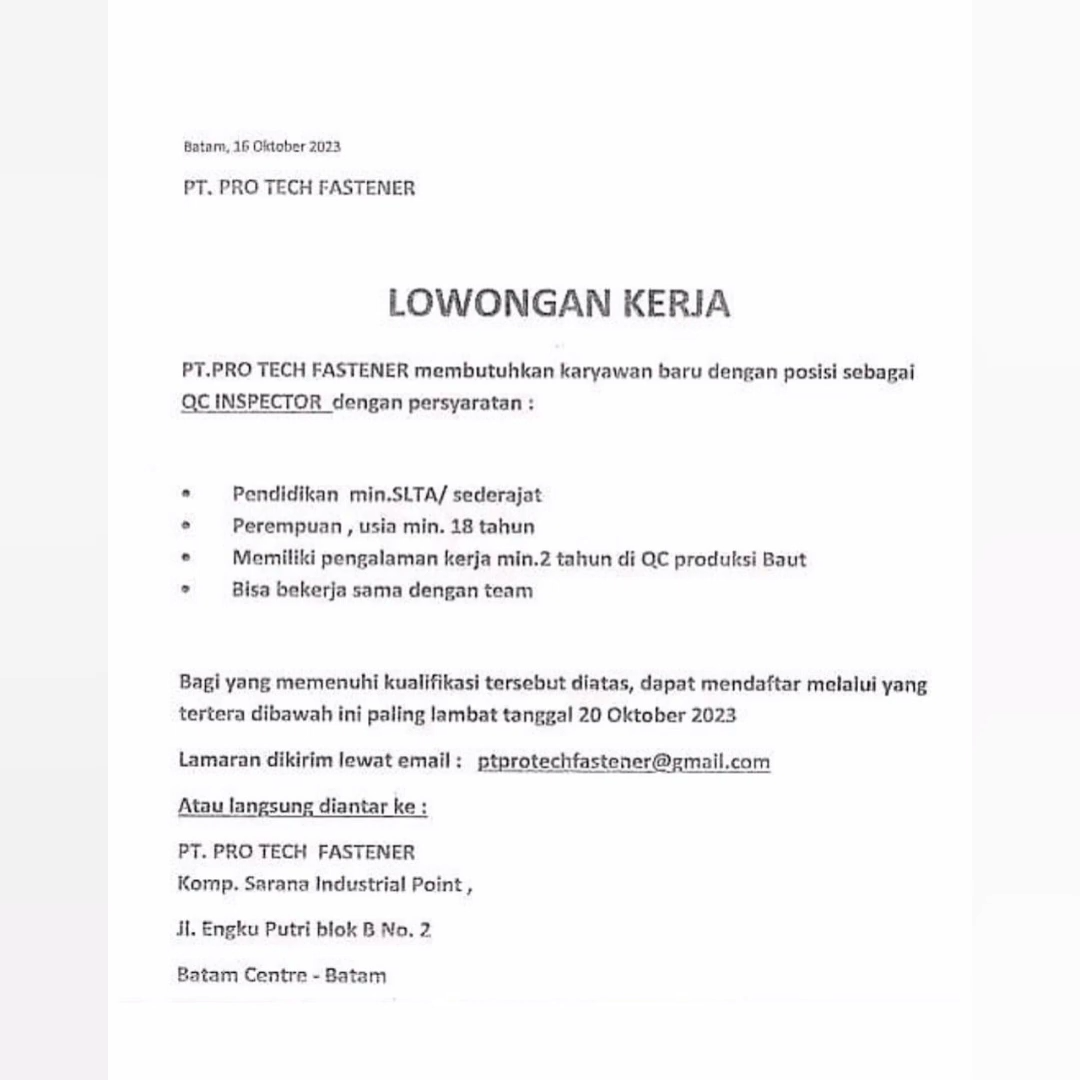 Batam, 16 Oktober 2023
PT. PRO TECH FASTENER
LOWONGAN KERJA
PT.PRO TECH FASTENER membutuhkan karyawan baru dengan posisi sebagai
QC INSPECTOR dengan persyaratan :
• Pendidikan min.SLTA/ sederajat
• Perempuan , usia min. 18 tahun
• Memiliki pengalaman kerja min.2 tahun di QC produksi Baut
• Bisa bekerja sama dengan team
Bagi yang memenuhi kualifikasi tersebut diatas, dapat mendaftar melalui yang
tertera dibawah ini paling lambat tanggal 20 Oktober 2023
Lamaran dikirim lewat email : ptprotechfastener@gmail.com
Atau langsung diantar ke :
PT. PRO TECH FASTENER
Komp. Sarana Industrial Point ,
Jl. Engku Putri blok B No. 2
Batam Centre - Batam